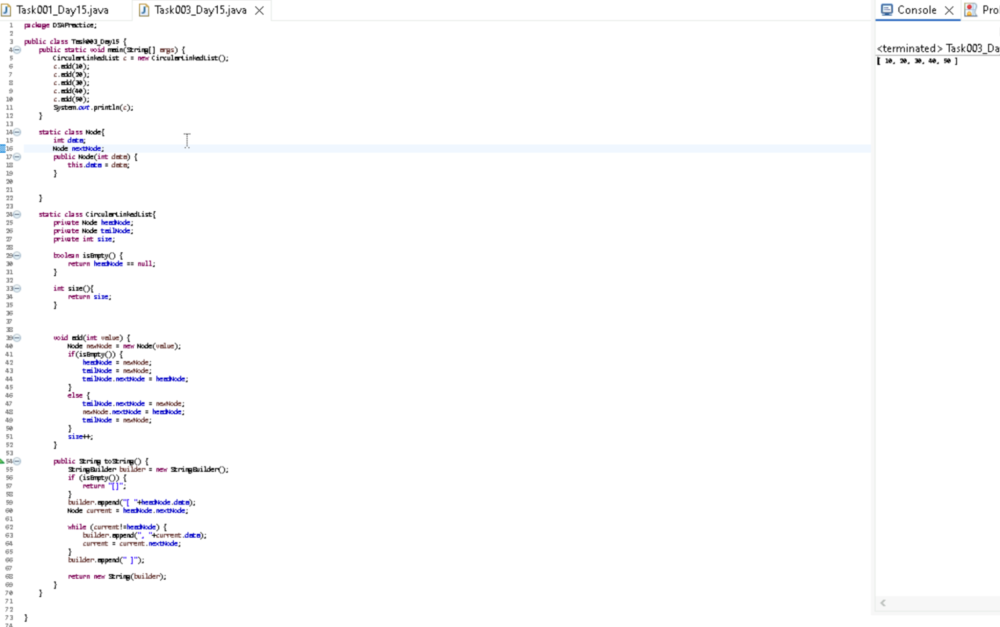 Task001_Day15.java
Task003_Day15.java
1 package DSAPractice;
2
3 public class Task003_Day15 {
4 public static void main(String[] args) {
5 CircularLinkedList c = new CircularLinkedList();
6 c.add(10);
7 c.add(20);
8 c.add(30);
9 c.add(40);
10 c.add(50);
11 System.out.println(c);
12 }
13
14 static class Node{
15 int data;
16 Node nextNode;
17 public Node(int data) {
18 this.data = data;
19 }
20
21
22 }
23
24 static class CircularLinkedList{
25 private Node headNode;
26 private Node tailNode;
27 private int size;
28
29 boolean isEmpty() {
30 return headNode == null;
31 }
32
33 int size(){
34 return size;
35 }
36
37
38
39 void add(int value) {
40 Node newNode = new Node(value);
41 if(isEmpty()) {
42 headNode = newNode;
43 tailNode = newNode;
44 tailNode.nextNode = headNode;
45 }
46 else {
47 tailNode.nextNode = newNode;
48 newNode.nextNode = headNode;
49 tailNode = newNode;
50 }
51 size++;
52 }
53
54 public String toString() {
55 StringBuilder builder = new StringBuilder();
56 if (isEmpty()) {
57 return "[]";
58 }
59 builder.append("[ "+headNode.data);
60 Node current = headNode.nextNode;
61
62 while (current!=headNode) {
63 builder.append(", "+current.data);
64 current = current.nextNode;
65 }
66 builder.append(" ]");
67
68 return new String(builder);
69 }
70 }
71
72
73 }
74
Console
Pro
<terminated> Task003_Da
[ 10, 20, 30, 40, 50 ]